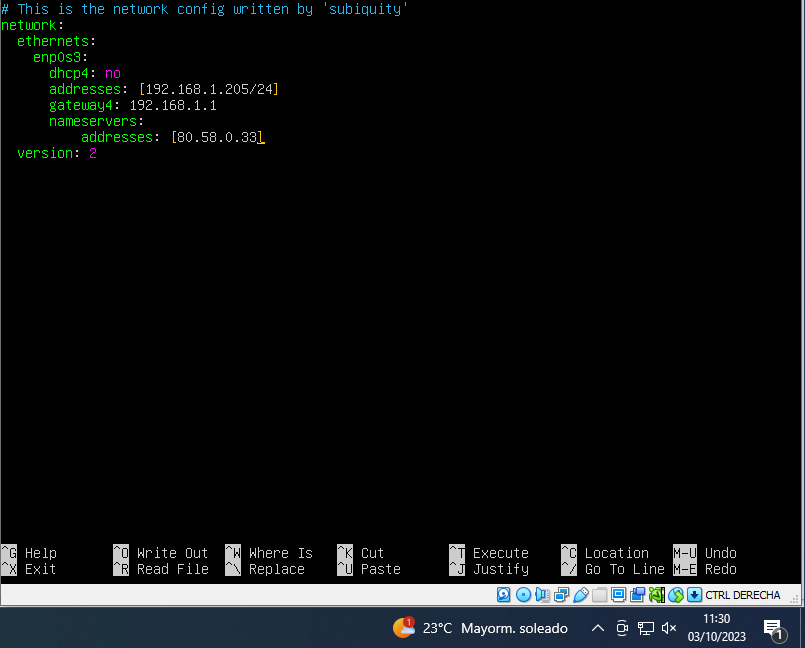 # This is the network config written by 'subiquity'
network:
  ethernets:
    enp0s3:
      dhcp4: no
      addresses: [192.168.1.205/24]
      gateway4: 192.168.1.1
      nameservers:
          addresses: [80.58.0.33]
  version: 2
^G Help ^O Write Out ^W Where Is ^K Cut ^T Execute ^C Location M-U Undo
^X Exit ^R Read File ^\ Replace ^U Paste ^J Justify ^/ Go To Line M-E Redo
CTRL DERECHA
1 23°C Mayorm. soleado 11:30
03/10/2023 1